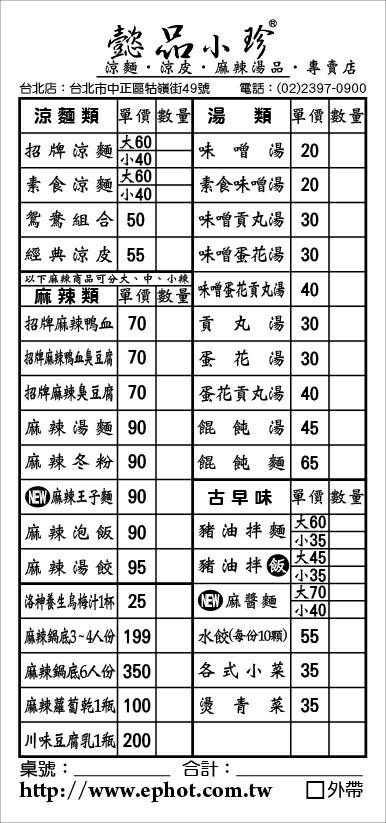 懿品小珍®
涼麵・涼皮・麻辣湯品・專賣店
台北店：台北市中正區牯嶺街49號 電話：(02)2397-0900
涼麵類 單價 數量
招牌涼麵 大60 小40
素食涼麵 大60 小40
鴛鴦組合 50
經典涼皮 55
以下麻辣商品可分大、中、小辣
麻辣類 單價 數量
招牌麻辣鴨血 70
招牌麻辣鴨血臭豆腐 70
招牌麻辣臭豆腐 70
麻辣湯麵 90
麻辣冬粉 90
NEW 麻辣王子麵 90
麻辣泡飯 90
麻辣湯餃 95
洛神養生烏梅汁1杯 25
麻辣鍋底3~4人份 199
麻辣鍋底6人份 350
麻辣蘿蔔乾1瓶 100
川味豆腐乳1瓶 200
湯類 單價 數量
味噌湯 20
素食味噌湯 20
味噌貢丸湯 30
味噌蛋花湯 30
味噌蛋花貢丸湯 40
貢丸湯 30
蛋花湯 30
蛋花貢丸湯 40
餛飩湯 45
餛飩麵 65
古早味 單價 數量
豬油拌麵 大60 小35
豬油拌飯 大45 小35
NEW 麻醬麵 大70 小40
水餃(每份10顆) 55
各式小菜 35
燙青菜 35
桌號： 合計：
http://www.ephot.com.tw □外帶